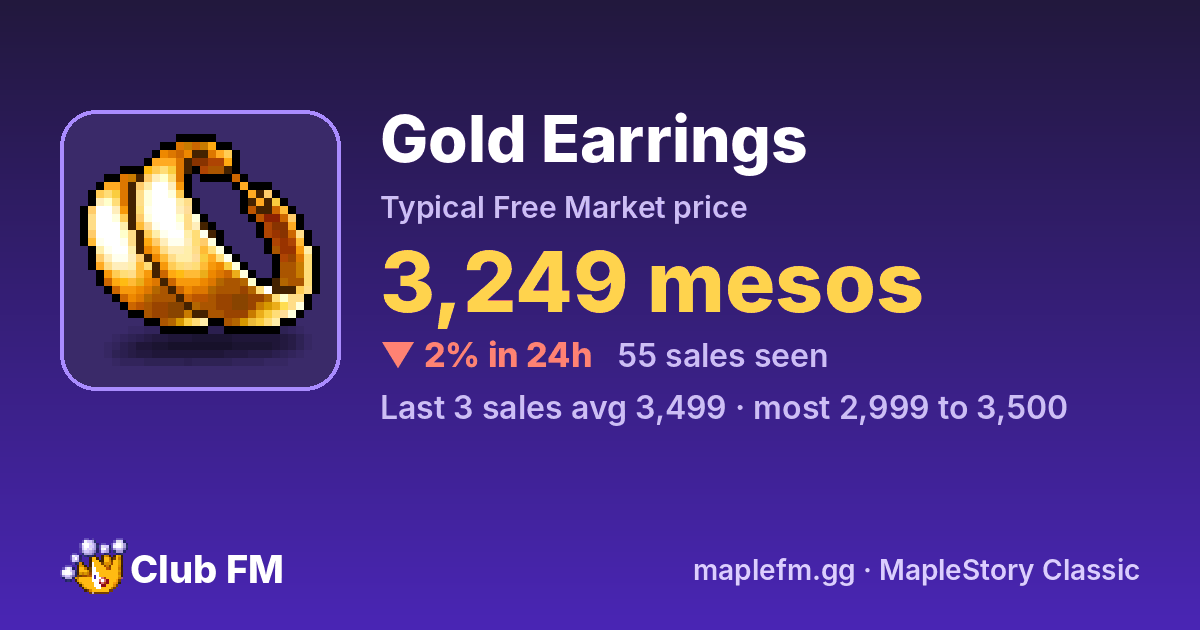 Gold Earrings
Typical Free Market price
3,249 mesos
▼ 2% in 24h 55 sales seen
Last 3 sales avg 3,499 · most 2,999 to 3,500
Club FM
maplefm.gg · MapleStory Classic